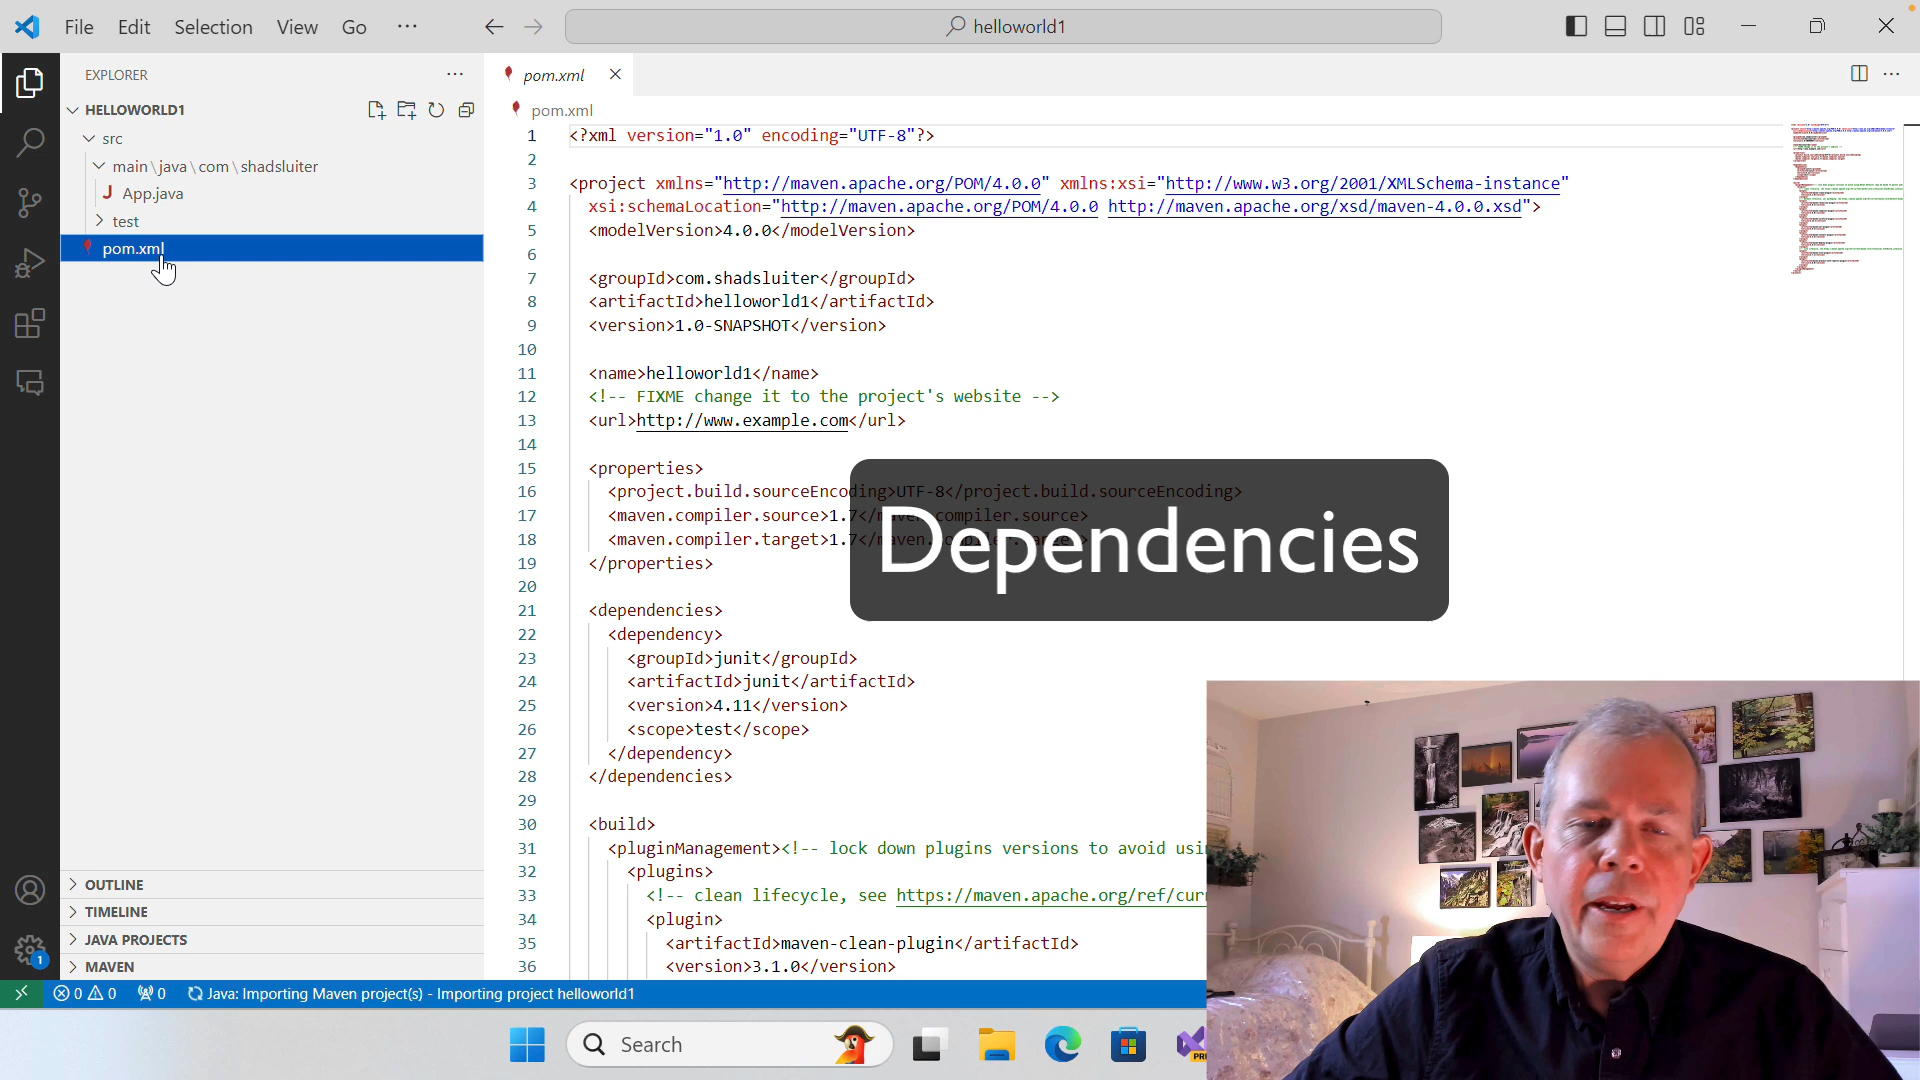 File Edit Selection View Go ···
helloworld1
EXPLORER ···
pom.xml
HELLOWORLD1
pom.xml
src
main\java\com\shadsluiter
J App.java
test
pom.xml
1 <?xml version="1.0" encoding="UTF-8"?>
2
3 <project xmlns="http://maven.apache.org/POM/4.0.0" xmlns:xsi="http://www.w3.org/2001/XMLSchema-instance"
4 xsi:schemaLocation="http://maven.apache.org/POM/4.0.0 http://maven.apache.org/xsd/maven-4.0.0.xsd">
5 <modelVersion>4.0.0</modelVersion>
6
7 <groupId>com.shadsluiter</groupId>
8 <artifactId>helloworld1</artifactId>
9 <version>1.0-SNAPSHOT</version>
10
11 <name>helloworld1</name>
12 <!-- FIXME change it to the project's website -->
13 <url>http://www.example.com</url>
14
15 <properties>
16 <project.build.sourceEncoding>UTF-8</project.build.sourceEncoding>
17 <maven.compiler.source>1.7</maven.compiler.source>
18 <maven.compiler.target>1.7</maven.compiler.target>
19 </properties>
Dependencies
20
21 <dependencies>
22 <dependency>
23 <groupId>junit</groupId>
24 <artifactId>junit</artifactId>
25 <version>4.11</version>
26 <scope>test</scope>
27 </dependency>
28 </dependencies>
29
30 <build>
31 <pluginManagement><!-- lock down plugins versions to avoid usi
32 <plugins>
33 <!-- clean lifecycle, see https://maven.apache.org/ref/cur
34 <plugin>
35 <artifactId>maven-clean-plugin</artifactId>
36 <version>3.1.0</version>
OUTLINE
TIMELINE
JAVA PROJECTS
MAVEN
1
0 0 0 Java: Importing Maven project(s) - Importing project helloworld1
Search
PRE